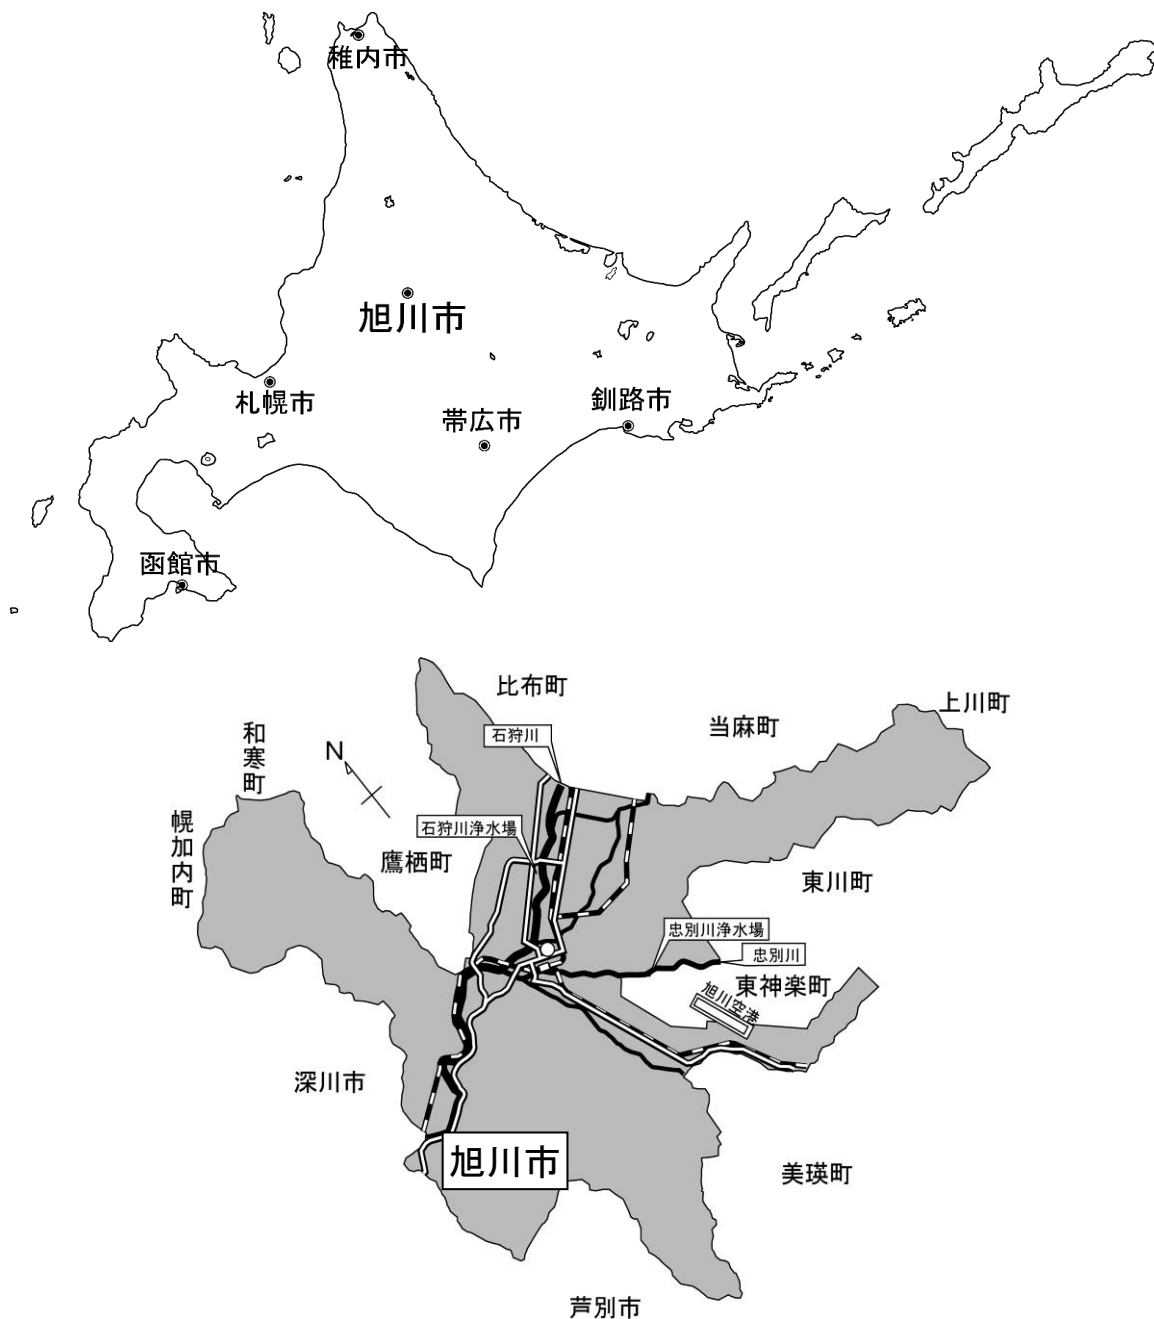 稚内市
旭川市
札幌市
帯広市
釧路市
函館市
比布町
上川町
当麻町
和寒町
石狩川
N
幌加内町
石狩川浄水場
鷹栖町
東川町
忠別川浄水場
忠別川
東神楽町
旭川空港
深川市
旭川市
美瑛町
芦別市